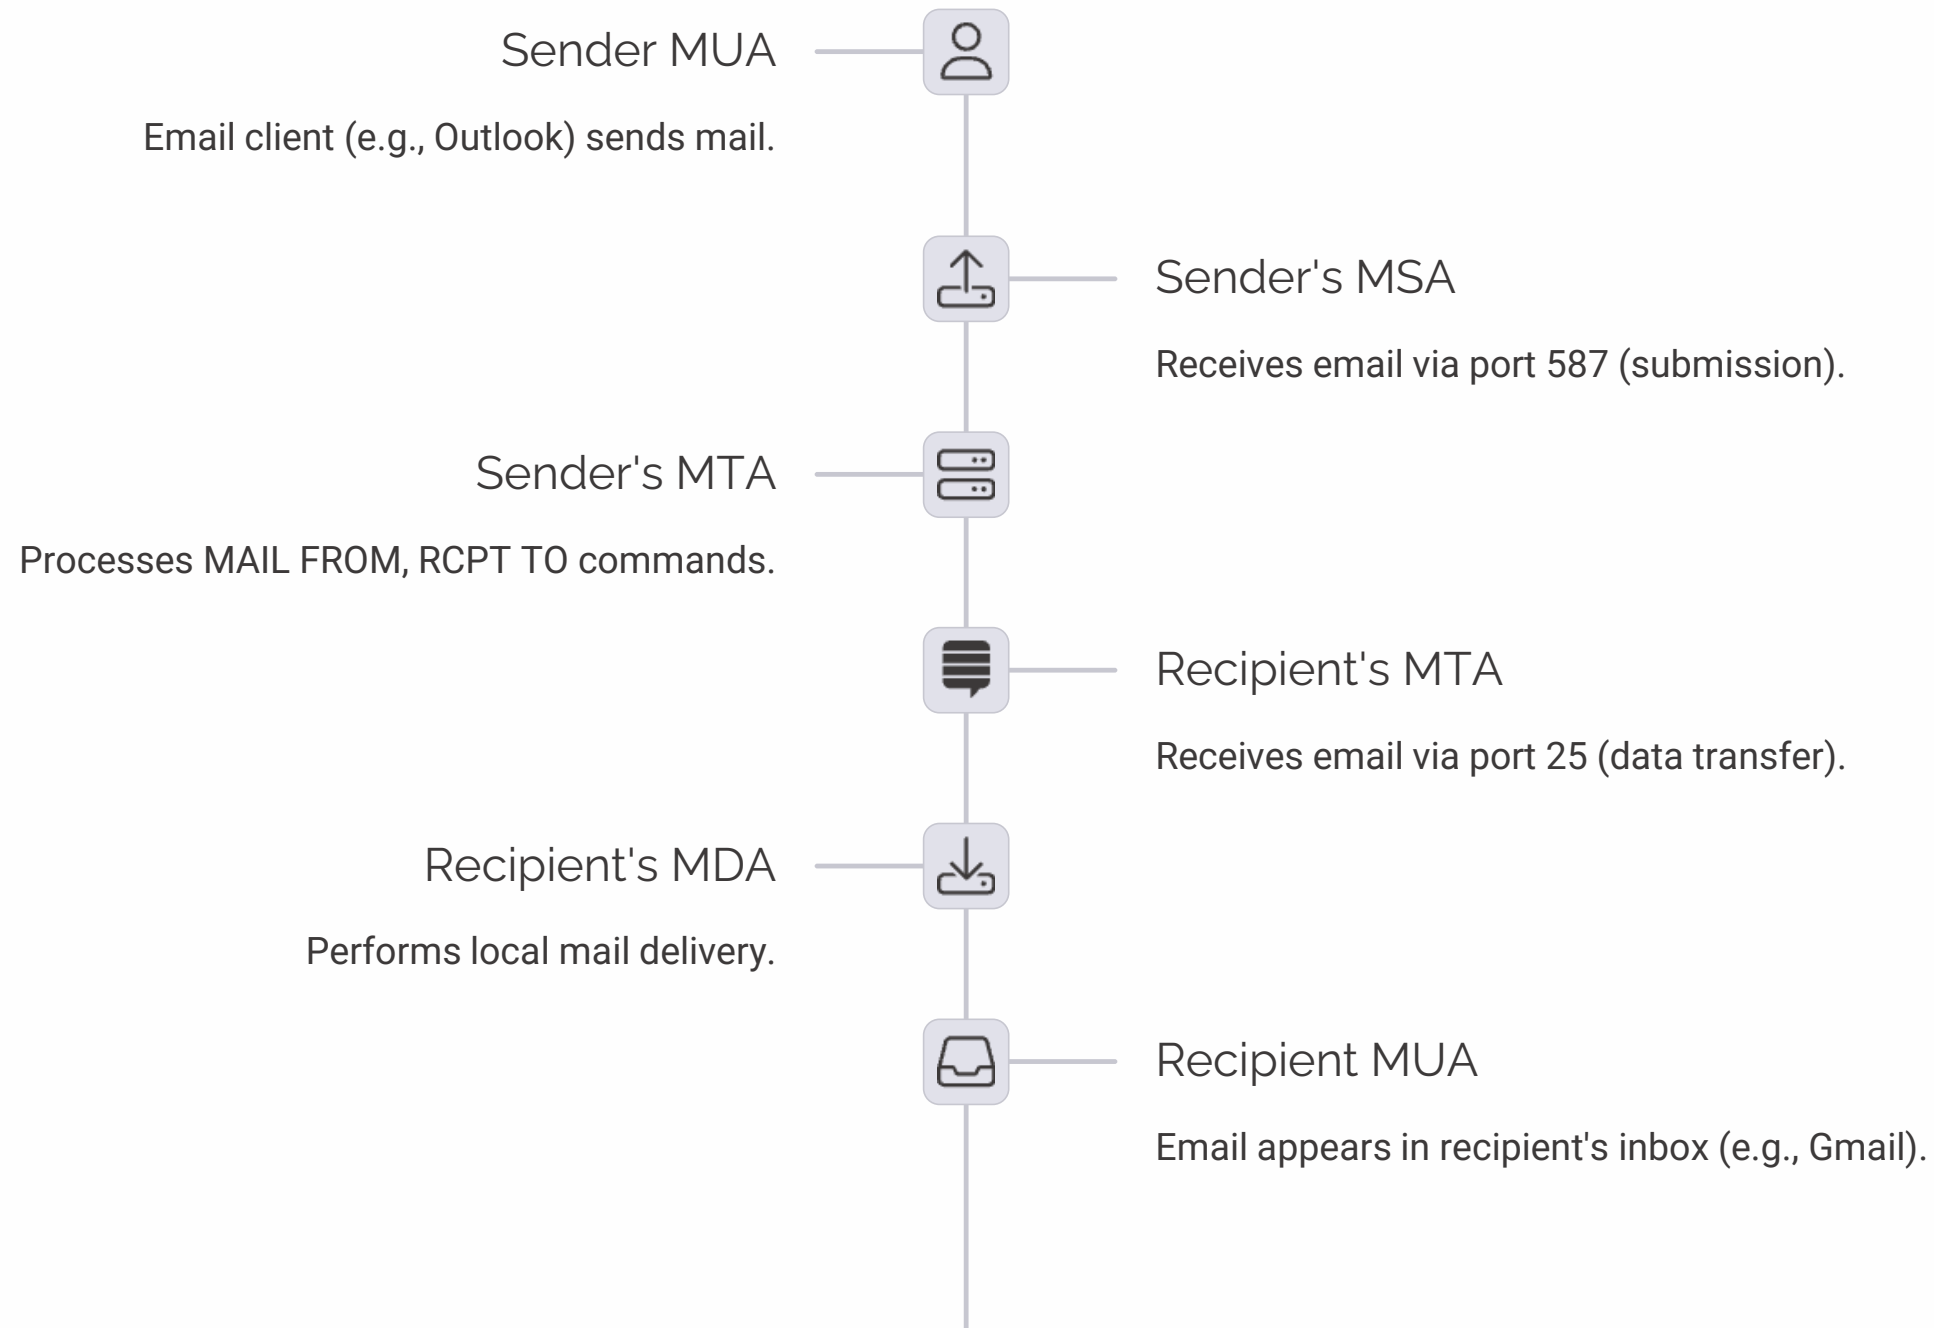 Sender MUA
Email client (e.g., Outlook) sends mail.
Sender's MSA
Receives email via port 587 (submission).
Sender's MTA
Processes MAIL FROM, RCPT TO commands.
Recipient's MTA
Receives email via port 25 (data transfer).
Recipient's MDA
Performs local mail delivery.
Recipient MUA
Email appears in recipient's inbox (e.g., Gmail).